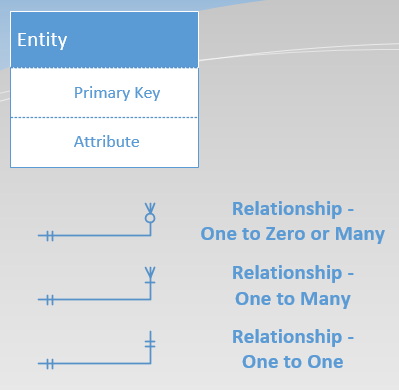 Entity
Primary Key
Attribute
Relationship -
One to Zero or Many
Relationship -
One to Many
Relationship -
One to One